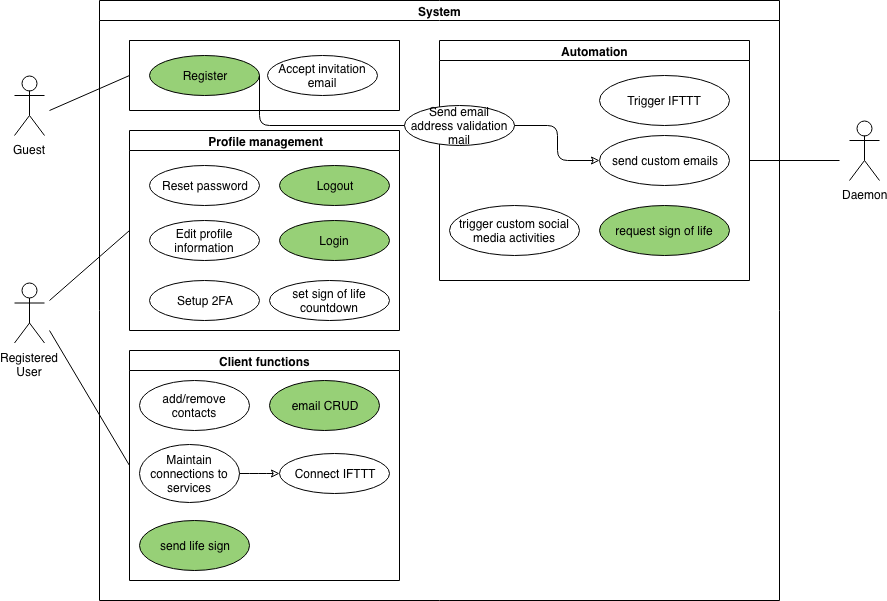 System
Automation
Register
Accept invitation
email
Trigger IFTTT
Send email
address validation
mail
Guest
Profile management
send custom emails
Daemon
Reset password
Logout
Edit profile
information
Login
trigger custom social
media activities
request sign of life
Setup 2FA
set sign of life
countdown
Registered
User
Client functions
add/remove
contacts
email CRUD
Maintain
connections to
services
Connect IFTTT
send life sign